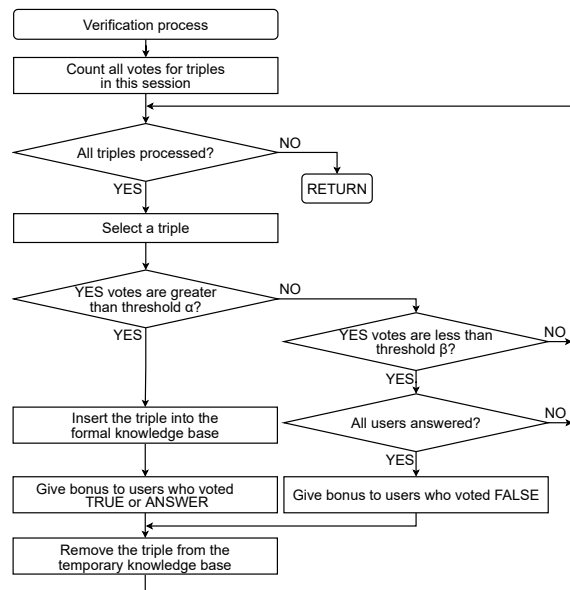 Verification process
Count all votes for triples
in this session
All triples processed?
NO
RETURN
YES
Select a triple
YES votes are greater
than threshold α?
NO
YES
YES votes are less than
threshold β?
NO
YES
All users answered?
NO
YES
Insert the triple into the
formal knowledge base
Give bonus to users who voted
TRUE or ANSWER
Give bonus to users who voted FALSE
Remove the triple from the
temporary knowledge base